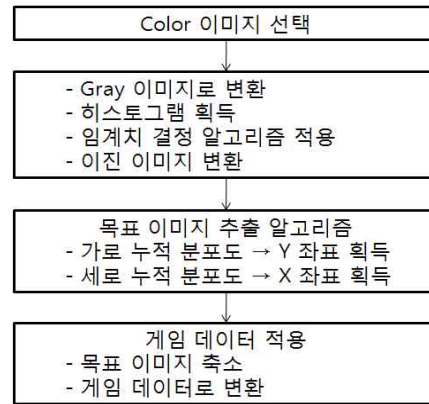 Color 이미지 선택
- Gray 이미지로 변환
- 히스토그램 획득
- 임계치 결정 알고리즘 적용
- 이진 이미지 변환
목표 이미지 추출 알고리즘
- 가로 누적 분포도 → Y 좌표 획득
- 세로 누적 분포도 → X 좌표 획득
게임 데이터 적용
- 목표 이미지 축소
- 게임 데이터로 변환